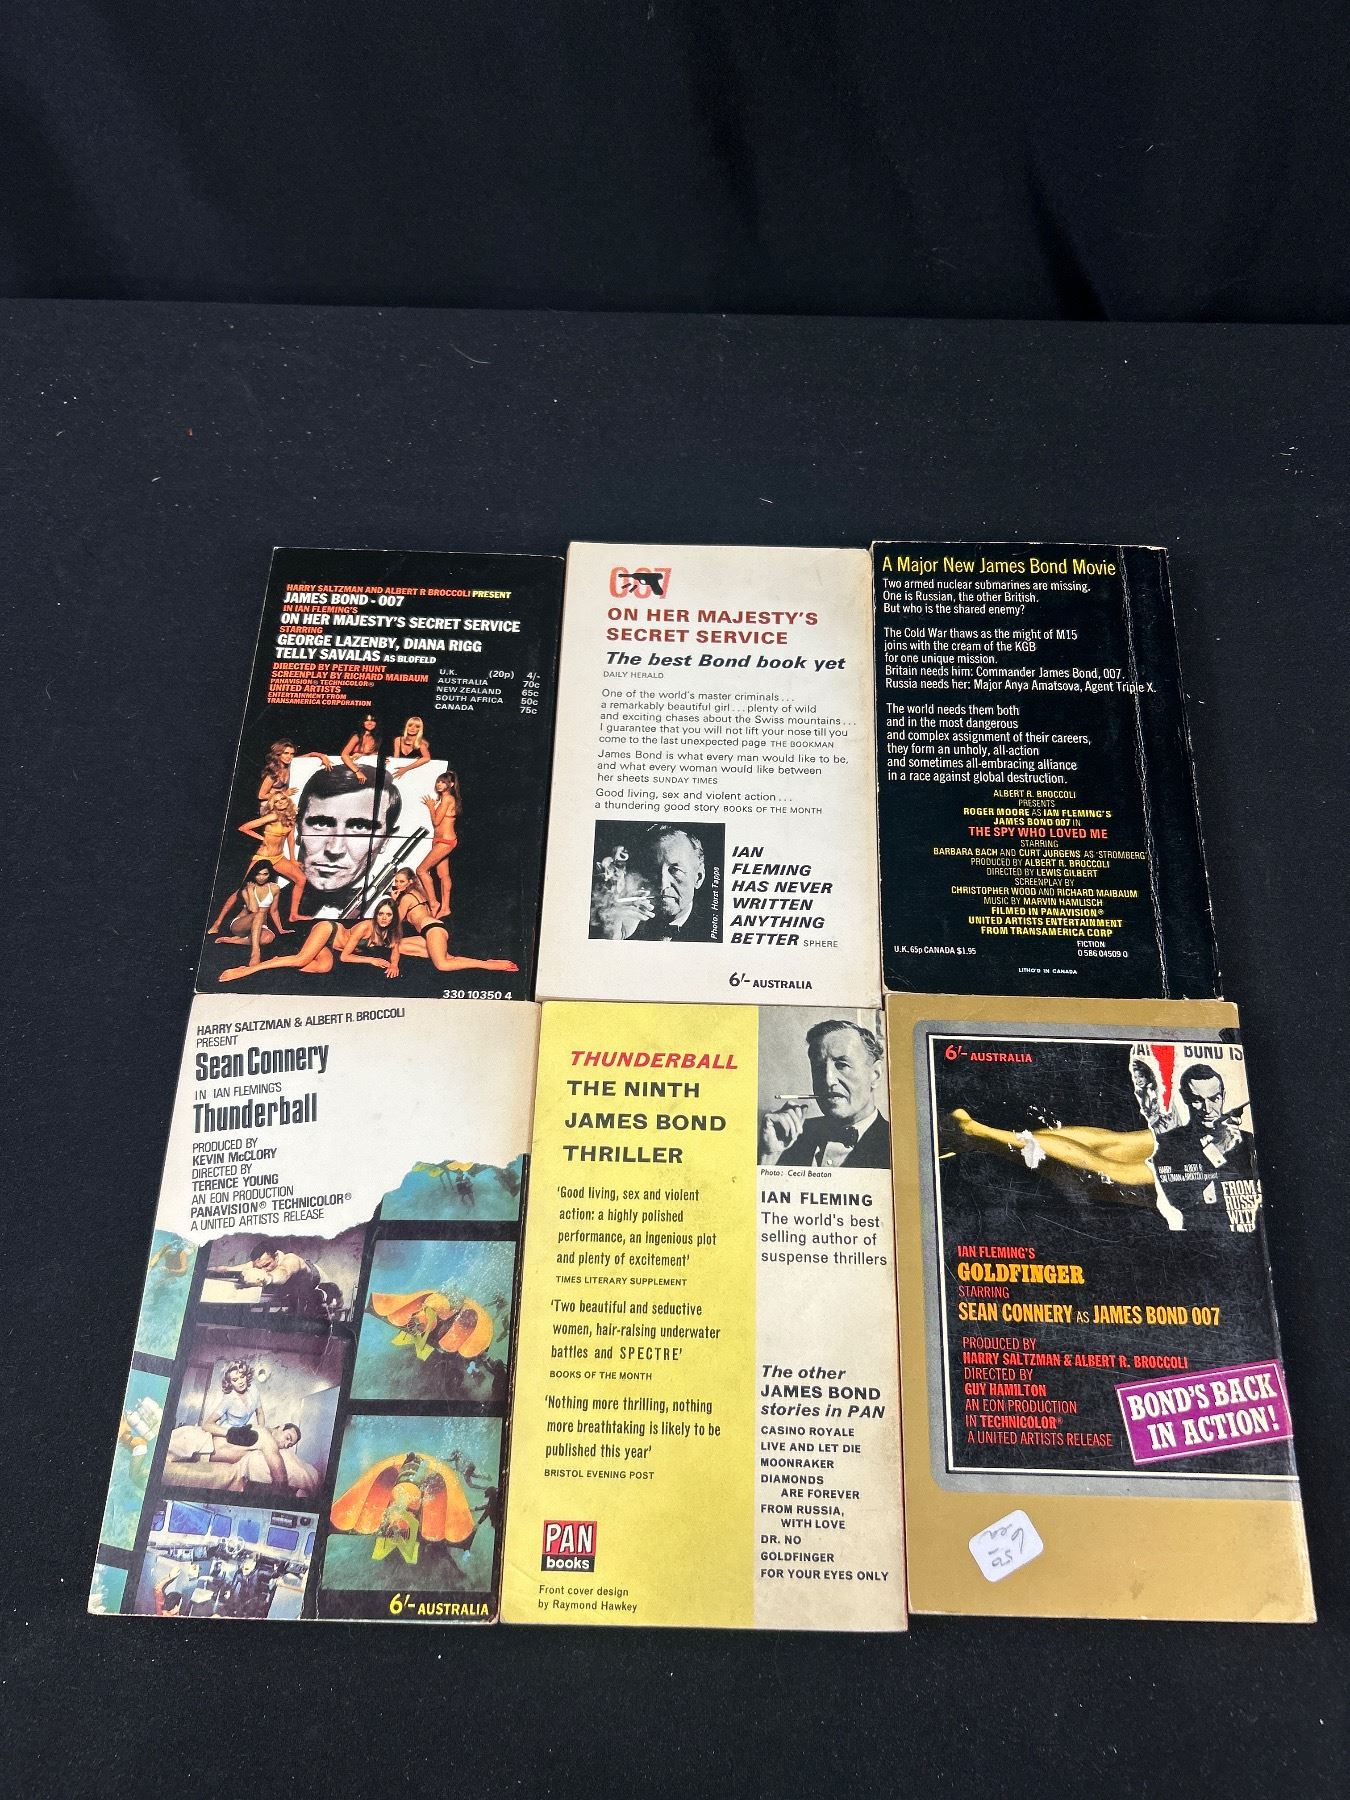 HARRY SALTZMAN AND ALBERT R BROCCOLI PRESENT
JAMES BOND - 007
IN IAN FLEMING'S
ON HER MAJESTY'S SECRET SERVICE
STARRING
GEORGE LAZENBY, DIANA RIGG
TELLY SAVALAS AS BLOFELD
DIRECTED BY PETER HUNT
SCREENPLAY BY RICHARD MAIBAUM
PANAVISION® TECHNICOLOR®
UNITED ARTISTS
ENTERTAINMENT FROM
TRANSAMERICA CORPORATION
U.K. (20p) 4/-
AUSTRALIA 70c
NEW ZEALAND 65c
SOUTH AFRICA 50c
CANADA 75c
330 10350 4
007
ON HER MAJESTY'S
SECRET SERVICE
The best Bond book yet
DAILY HERALD
One of the world's master criminals...
a remarkably beautiful girl... plenty of wild
and exciting chases about the Swiss mountains...
I guarantee that you will not lift your nose till you
come to the last unexpected page THE BOOKMAN
James Bond is what every man would like to be,
and what every woman would like between
her sheets SUNDAY TIMES
Good living, sex and violent action...
a thundering good story BOOKS OF THE MONTH
Photo: Horst Tappe
IAN
FLEMING
HAS NEVER
WRITTEN
ANYTHING
BETTER SPHERE
6/- AUSTRALIA
A Major New James Bond Movie
Two armed nuclear submarines are missing.
One is Russian, the other British.
But who is the shared enemy?
The Cold War thaws as the might of M15
joins with the cream of the KGB
for one unique mission.
Britain needs him: Commander James Bond, 007.
Russia needs her: Major Anya Amatsova, Agent Triple X.
The world needs them both
and in the most dangerous
and complex assignment of their careers,
they form an unholy, all-action
and sometimes all-embracing alliance
in a race against global destruction.
ALBERT R. BROCCOLI
PRESENTS
ROGER MOORE AS IAN FLEMING'S
JAMES BOND 007 IN
THE SPY WHO LOVED ME
STARRING
BARBARA BACH AND CURT JURGENS AS 'STROMBERG'
PRODUCED BY ALBERT R. BROCCOLI
DIRECTED BY LEWIS GILBERT
SCREENPLAY BY
CHRISTOPHER WOOD AND RICHARD MAIBAUM
MUSIC BY MARVIN HAMLISCH
FILMED IN PANAVISION®
UNITED ARTISTS ENTERTAINMENT
FROM TRANSAMERICA CORP
U.K. 65p CANADA $1.95
FICTION
0 586 04509 0
LITHO'D IN CANADA
HARRY SALTZMAN & ALBERT R. BROCCOLI
PRESENT
Sean Connery
IN IAN FLEMING'S
Thunderball
PRODUCED BY
KEVIN McCLORY
DIRECTED BY
TERENCE YOUNG
AN EON PRODUCTION
PANAVISION® TECHNICOLOR®
A UNITED ARTISTS RELEASE
6/- AUSTRALIA
THUNDERBALL
THE NINTH
JAMES BOND
THRILLER
'Good living, sex and violent
action: a highly polished
performance, an ingenious plot
and plenty of excitement'
TIMES LITERARY SUPPLEMENT
'Two beautiful and seductive
women, hair-raising underwater
battles and SPECTRE'
BOOKS OF THE MONTH
'Nothing more thrilling, nothing
more breathtaking is likely to be
published this year'
BRISTOL EVENING POST
PAN
books
Front cover design
by Raymond Hawkey
Photo: Cecil Beaton
IAN FLEMING
The world's best
selling author of
suspense thrillers
The other
JAMES BOND
stories in PAN
CASINO ROYALE
LIVE AND LET DIE
MOONRAKER
DIAMONDS
ARE FOREVER
FROM RUSSIA,
WITH LOVE
DR. NO
GOLDFINGER
FOR YOUR EYES ONLY
6/- AUSTRALIA
BOND IS
HARRY ALBERT R.
SALTZMAN & BROCCOLI present
FROM
RUSSI
WITH
IAN FLEMING'S
GOLDFINGER
STARRING
SEAN CONNERY AS JAMES BOND 007
PRODUCED BY
HARRY SALTZMAN & ALBERT R. BROCCOLI
DIRECTED BY
GUY HAMILTON
AN EON PRODUCTION
IN TECHNICOLOR®
A UNITED ARTISTS RELEASE
BOND'S BACK
IN ACTION!
6 50
ea